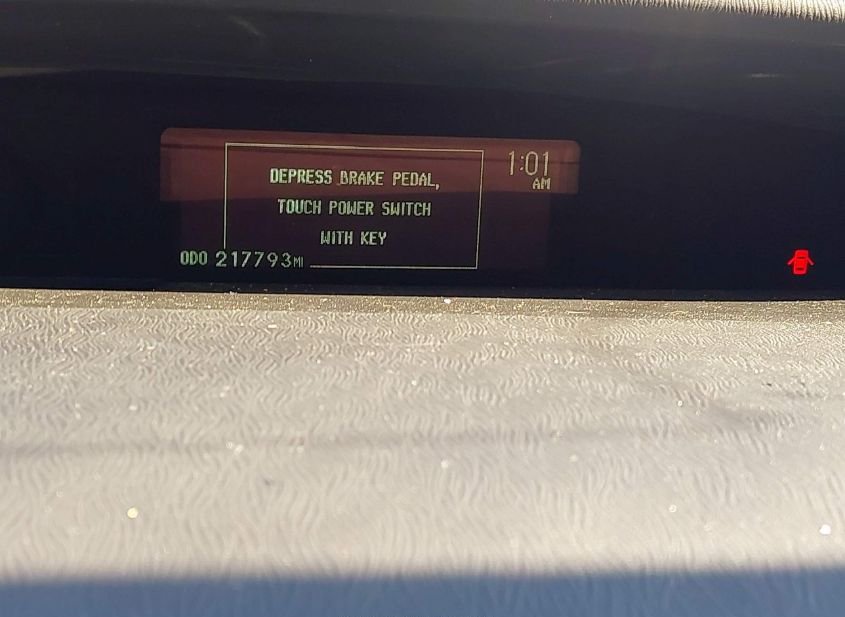 DEPRESS BRAKE PEDAL,
1:01
AM
TOUCH POWER SWITCH
WITH KEY
ODO 217793MI